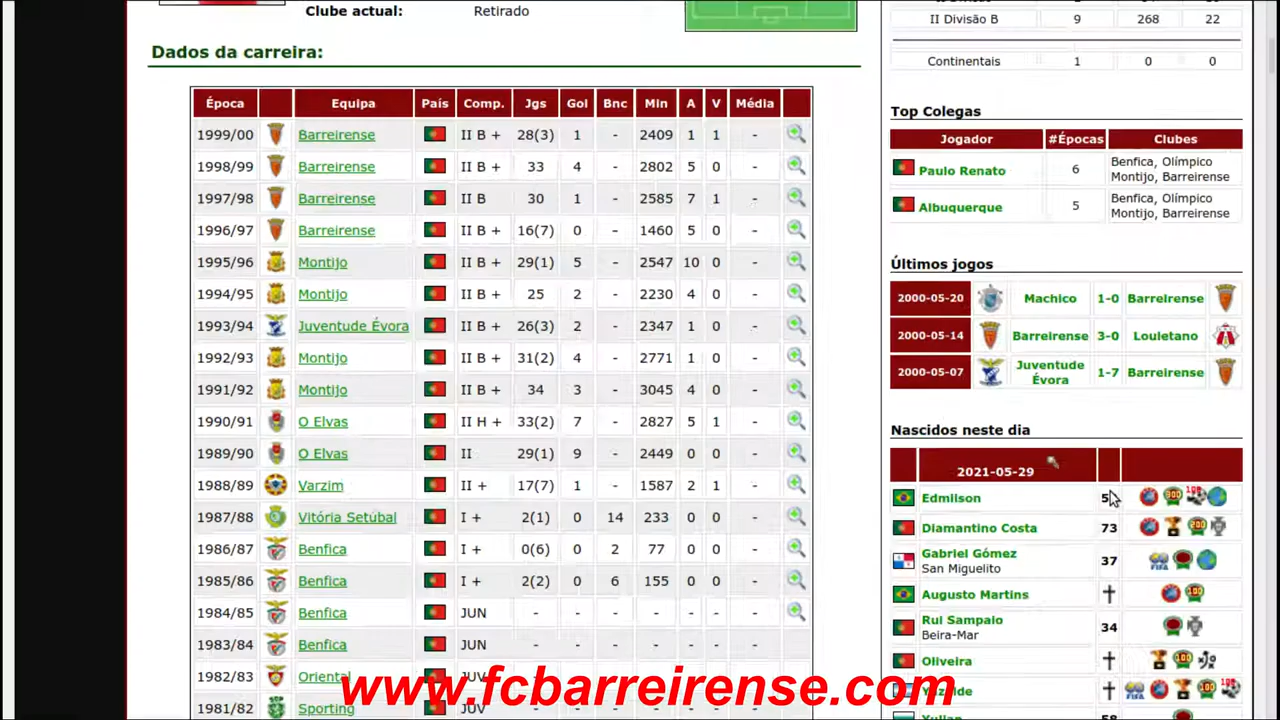 Clube actual: Retirado
Dados da carreira:
Época Equipa País Comp. Jgs Gol Bnc Min A V Média
1999/00 Barreirense II B + 28(3) 1 - 2409 1 1 -
1998/99 Barreirense II B + 33 4 - 2802 5 0 -
1997/98 Barreirense II B 30 1 - 2585 7 1 -
1996/97 Barreirense II B + 16(7) 0 - 1460 5 0 -
1995/96 Montijo II B + 29(1) 5 - 2547 10 0 -
1994/95 Montijo II B + 25 2 - 2230 4 0 -
1993/94 Juventude Évora II B + 26(3) 2 - 2347 1 0 -
1992/93 Montijo II B + 31(2) 4 - 2771 1 0 -
1991/92 Montijo II B + 34 3 - 3045 4 0 -
1990/91 O Elvas II H + 33(2) 7 - 2827 5 1 -
1989/90 O Elvas II 29(1) 9 - 2449 0 0 -
1988/89 Varzim II + 17(7) 1 - 1587 2 1 -
1987/88 Vitória Setúbal I + 2(1) 0 14 233 0 0 -
1986/87 Benfica I + 0(6) 0 2 77 0 0 -
1985/86 Benfica I + 2(2) 0 6 155 0 0 -
1984/85 Benfica JUN - - - - - - -
1983/84 Benfica JUN - - - - - - -
1982/83 Oriental
1981/82 Sporting JUV - - - - - - -
II Divisão B 9 268 22
Continentais 1 0 0
Top Colegas
Jogador #Épocas Clubes
Paulo Renato 6 Benfica, Olímpico
Montijo, Barreirense
Albuquerque 5 Benfica, Olímpico
Montijo, Barreirense
Últimos jogos
2000-05-20 Machico 1-0 Barreirense
2000-05-14 Barreirense 3-0 Louletano
2000-05-07 Juventude
Évora 1-7 Barreirense
Nascidos neste dia
2021-05-29
Edmilson
Diamantino Costa 73
Gabriel Gómez 37
San Miguelito
Augusto Martins
Rui Sampaio 34
Beira-Mar
Oliveira
www.fcbarreirense.com